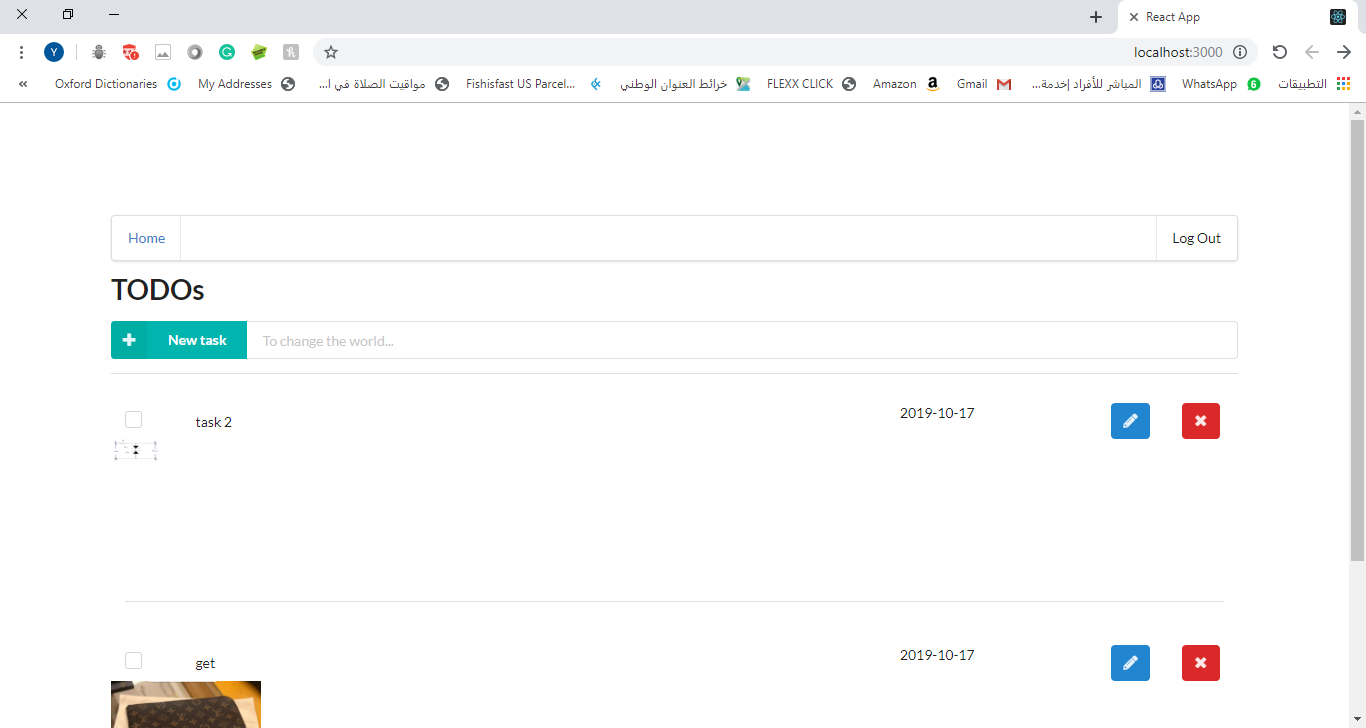 React App
localhost:3000
Y
التطبيقات
WhatsApp
6
المباشر للأفراد |خدمة...
Gmail
Amazon
FLEXX CLICK
خرائط العنوان الوطني
Fishisfast US Parcel...
مواقيت الصلاة في ا...
My Addresses
Oxford Dictionaries
Home
Log Out
TODOs
New task
To change the world...
task 2
2019-10-17
get
2019-10-17